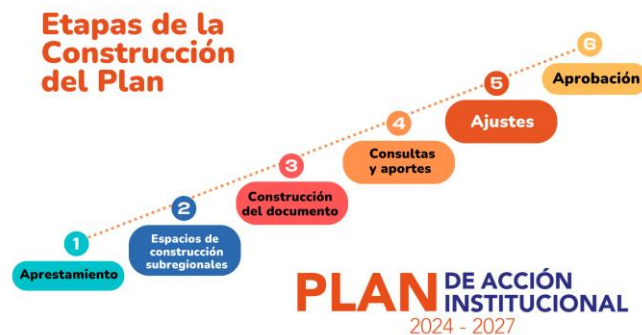 Etapas de la
Construcción
del Plan
1
Aprestamiento
2
Espacios de
construcción
subregionales
3
Construcción
del documento
4
Consultas
y aportes
5
Ajustes
6
Aprobación
PLAN DE ACCIÓN
INSTITUCIONAL
2024 - 2027